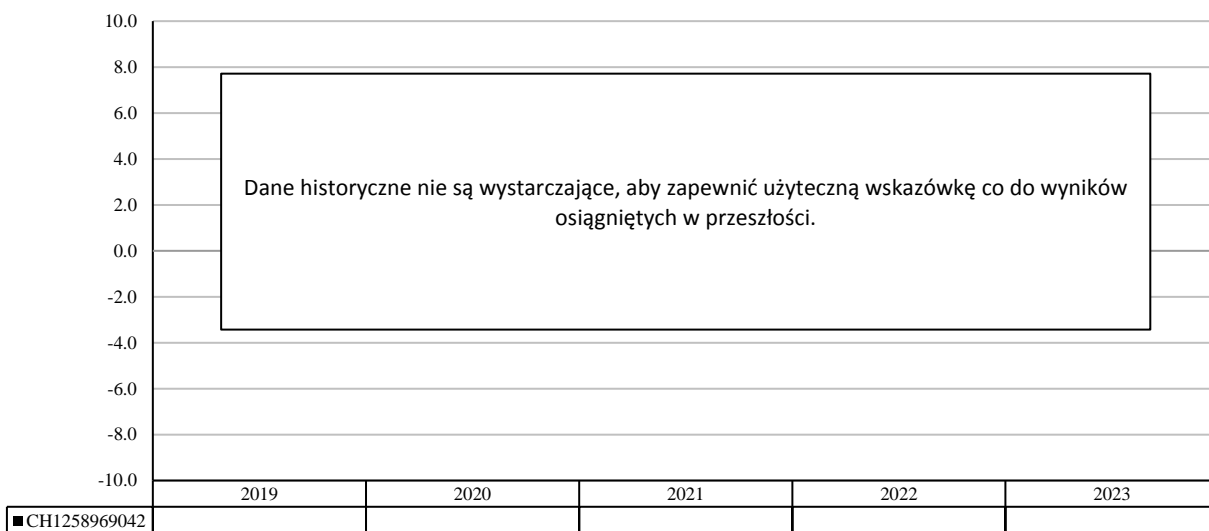 10.0
8.0
6.0
4.0
2.0
0.0
-2.0
-4.0
-6.0
-8.0
-10.0
Dane historyczne nie są wystarczające, aby zapewnić użyteczną wskazówkę co do wyników
osiągniętych w przeszłości.
2019 2020 2021 2022 2023
CH1258969042